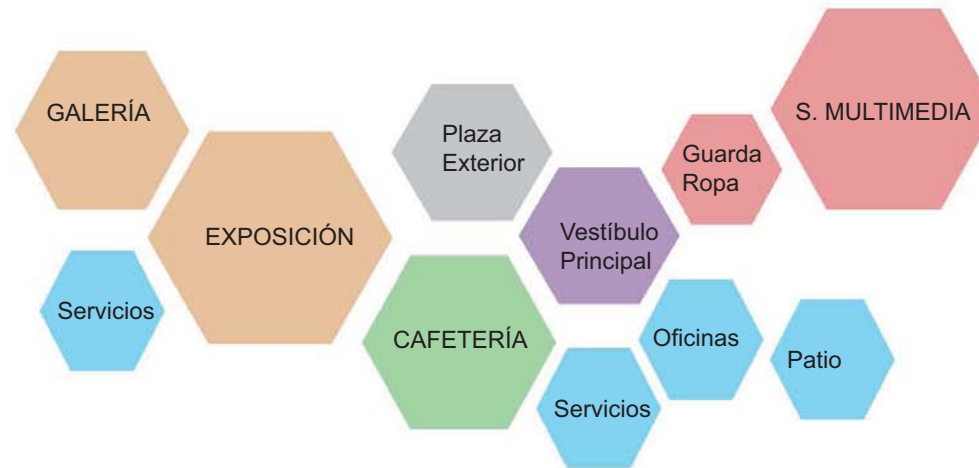 GALERÍA
EXPOSICIÓN
Servicios
Plaza
Exterior
CAFETERÍA
Vestíbulo
Principal
Guarda
Ropa
S. MULTIMEDIA
Servicios
Oficinas
Patio